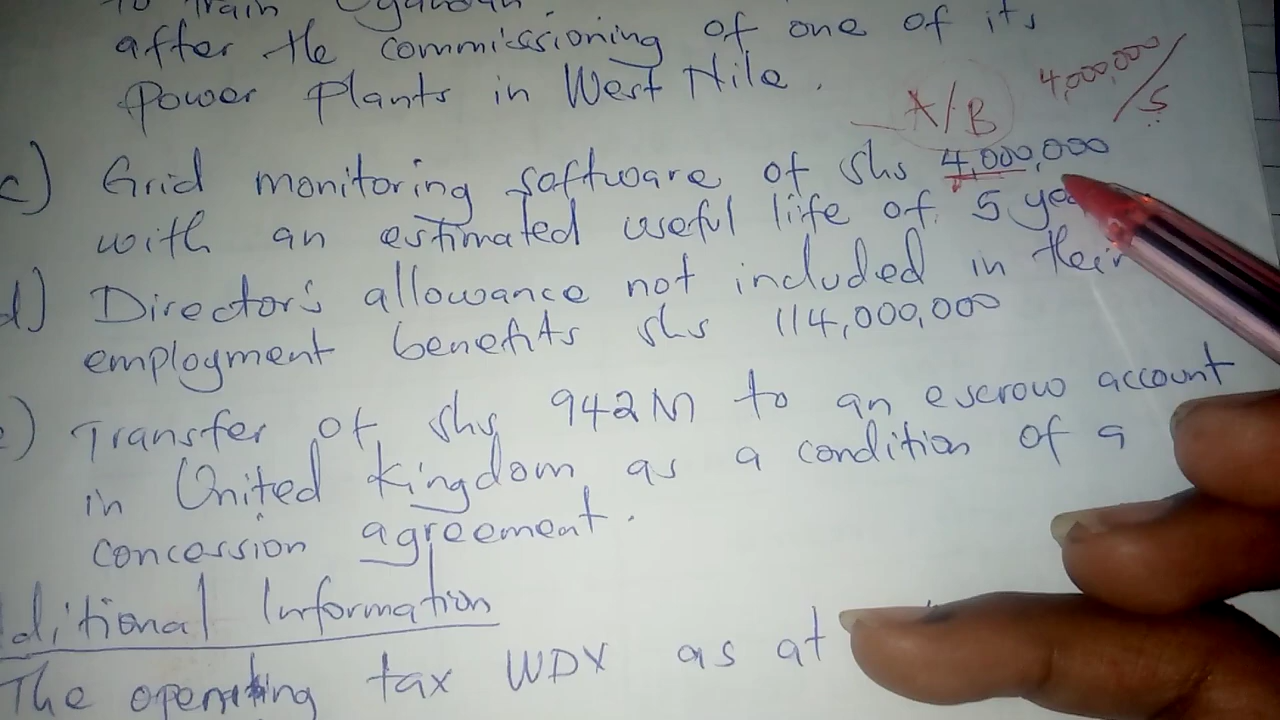 To Train
after the commissioning of one of its
power plants in West Nile.
A/B
4,000,000/5
c) Grid monitoring software of shs 4,000,000
with an estimated useful life of 5
d) Director's allowance not included in their
employment benefits shs 114,000,000
) Transfer of shs 942M to an escrow account
in United Kingdom as a condition of a
concession agreement.
ditional Information
The operating tax WDV as at